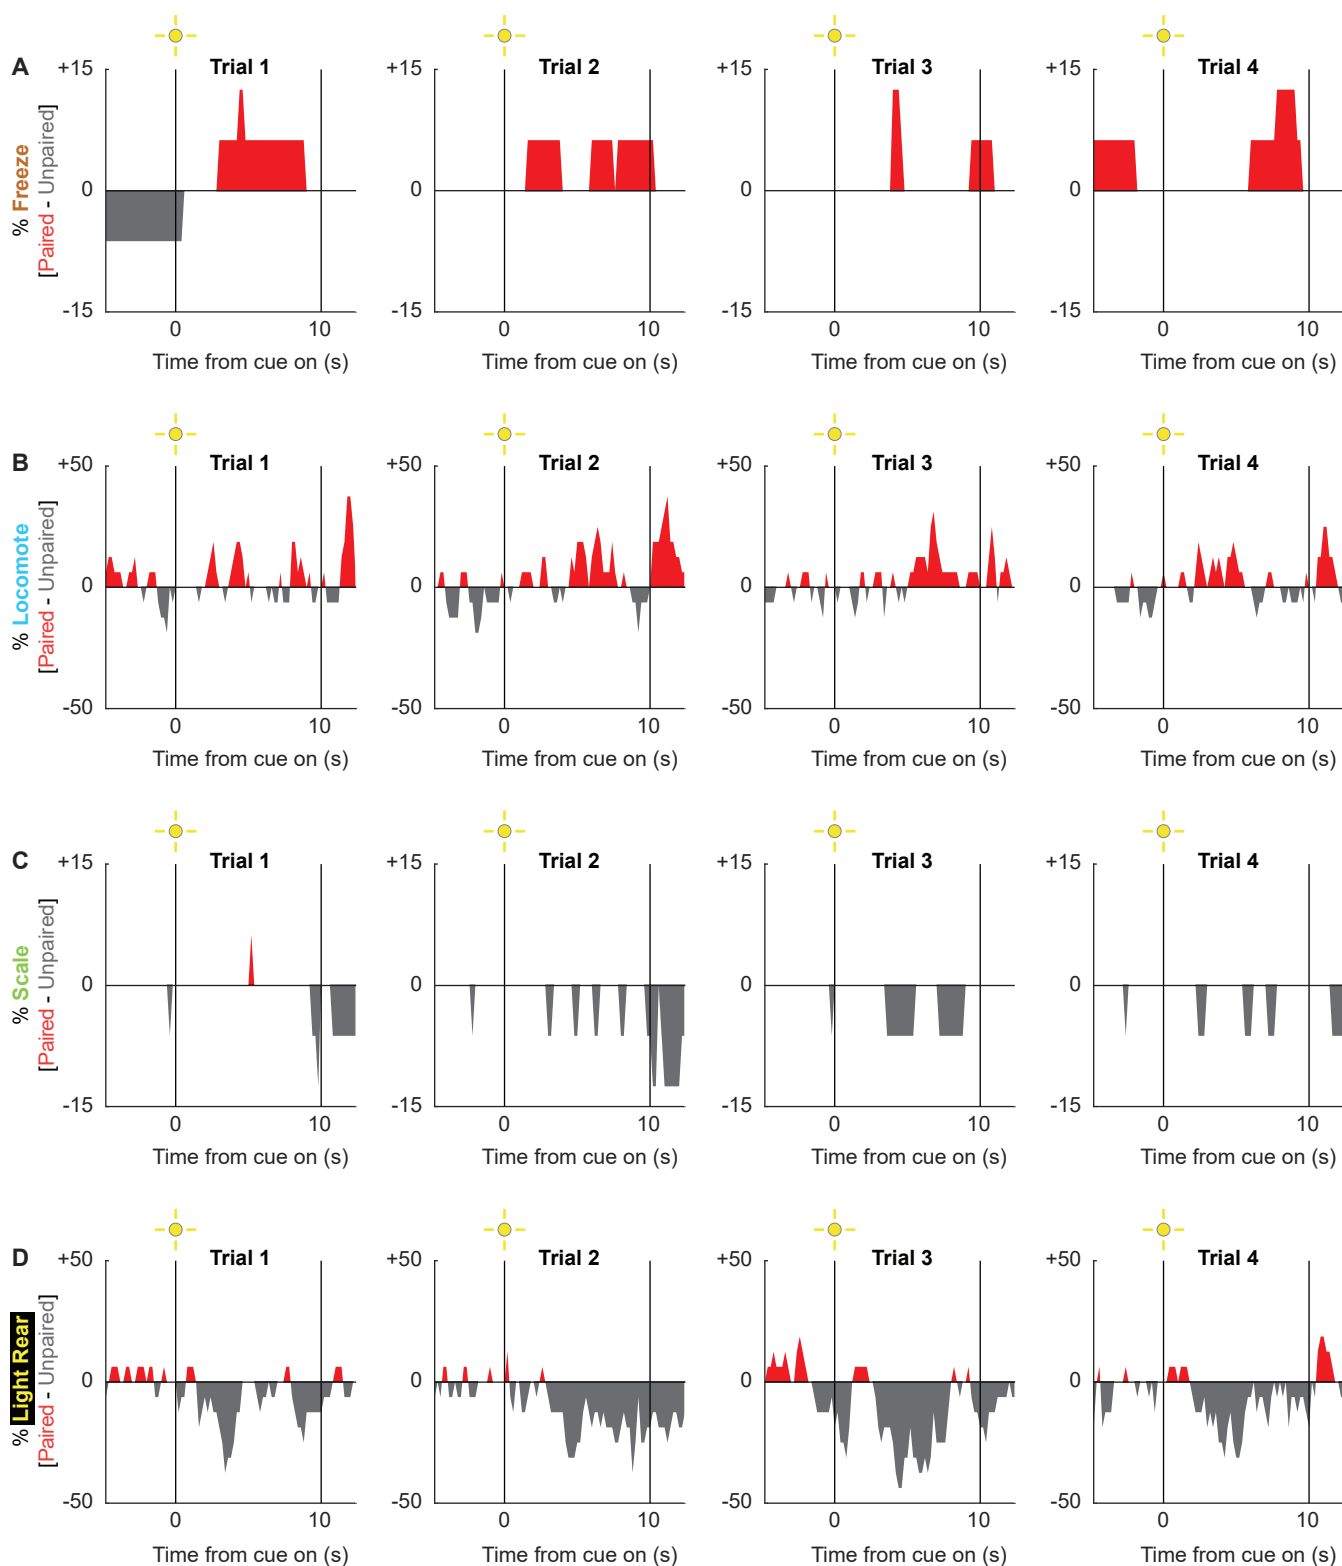 A
% Freeze
[Paired - Unpaired]
Trial 1
Trial 2
Trial 3
Trial 4
+15
0
-15
0
10
Time from cue on (s)
+15
0
-15
0
10
Time from cue on (s)
+15
0
-15
0
10
Time from cue on (s)
+15
0
-15
0
10
Time from cue on (s)
B
% Locomote
[Paired - Unpaired]
Trial 1
Trial 2
Trial 3
Trial 4
+50
0
-50
0
10
Time from cue on (s)
+50
0
-50
0
10
Time from cue on (s)
+50
0
-50
0
10
Time from cue on (s)
+50
0
-50
0
10
Time from cue on (s)
C
% Scale
[Paired - Unpaired]
Trial 1
Trial 2
Trial 3
Trial 4
+15
0
-15
0
10
Time from cue on (s)
+15
0
-15
0
10
Time from cue on (s)
+15
0
-15
0
10
Time from cue on (s)
+15
0
-15
0
10
Time from cue on (s)
D
% Light Rear
[Paired - Unpaired]
Trial 1
Trial 2
Trial 3
Trial 4
+50
0
-50
0
10
Time from cue on (s)
+50
0
-50
0
10
Time from cue on (s)
+50
0
-50
0
10
Time from cue on (s)
+50
0
-50
0
10
Time from cue on (s)